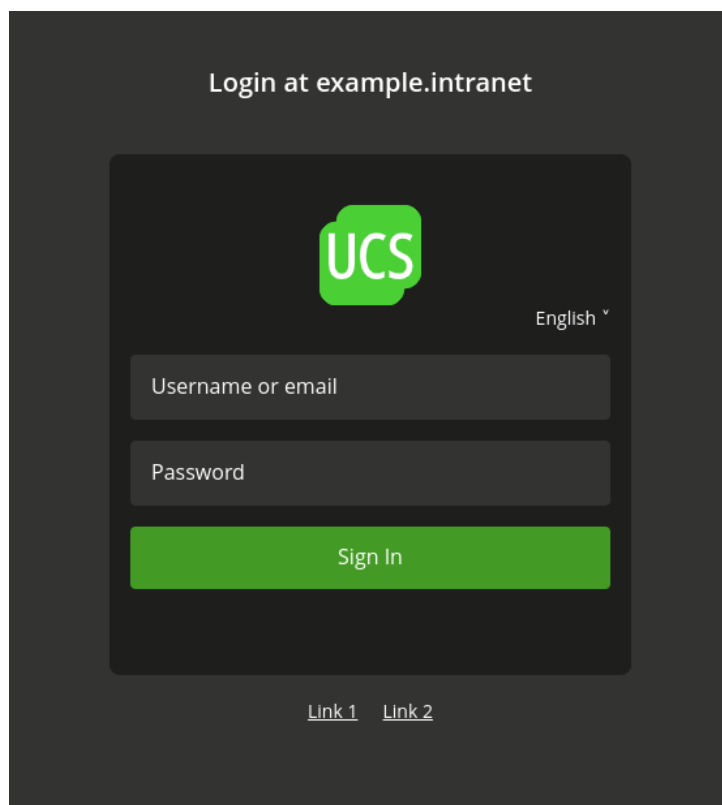 Login at example.intranet
UCS
English ˅
Username or email
Password
Sign In
Link 1 Link 2